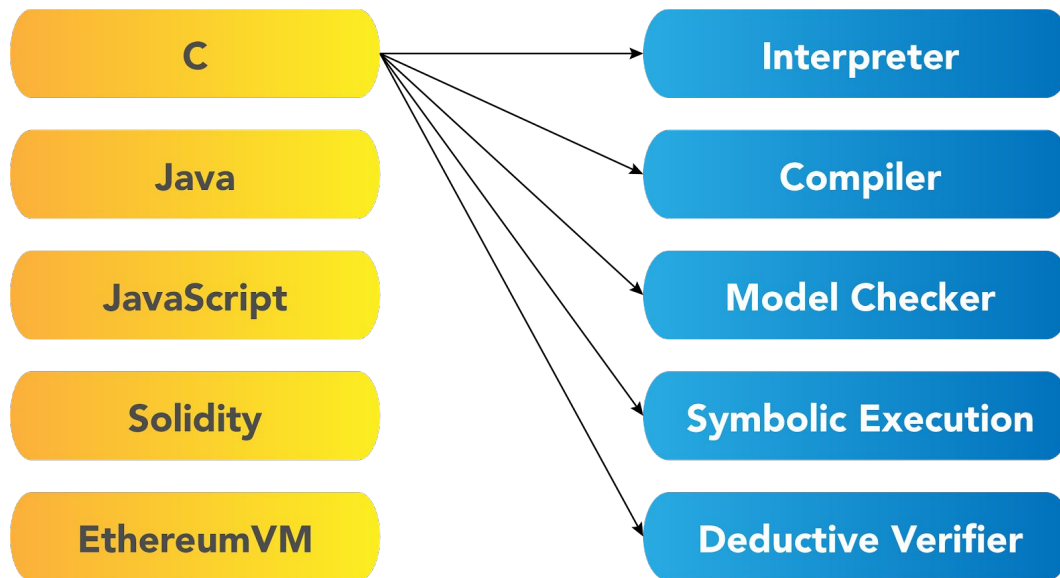 C
Interpreter
Java
Compiler
JavaScript
Model Checker
Solidity
Symbolic Execution
EthereumVM
Deductive Verifier